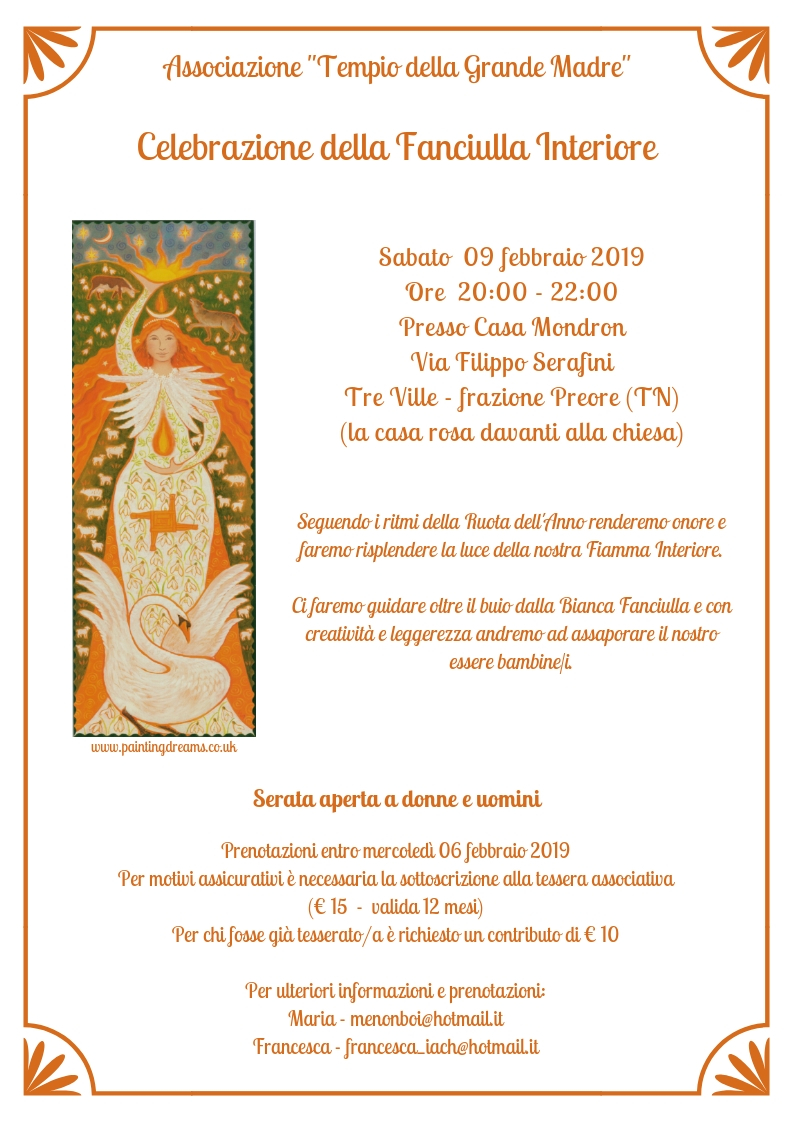 Associazione "Tempio della Grande Madre"
Celebrazione della Fanciulla Interiore
Sabato 09 febbraio 2019
Ore 20:00 - 22:00
Presso Casa Mondron
Via Filippo Serafini
Tre Ville - frazione Preore (TN)
(la casa rosa davanti alla chiesa)
Seguendo i ritmi della Ruota dell'Anno renderemo onore e
faremo risplendere la luce della nostra Fiamma Interiore.
Ci faremo guidare oltre il buio dalla Bianca Fanciulla e con
creatività e leggerezza andremo ad assaporare il nostro
essere bambine/i.
www.paintingdreams.co.uk
Serata aperta a donne e uomini
Prenotazioni entro mercoledì 06 febbraio 2019
Per motivi assicurativi è necessaria la sottoscrizione alla tessera associativa
(€ 15 - valida 12 mesi)
Per chi fosse già tesserato/a è richiesto un contributo di € 10
Per ulteriori informazioni e prenotazioni:
Maria - menonboi@hotmail.it
Francesca - francesca_iach@hotmail.it